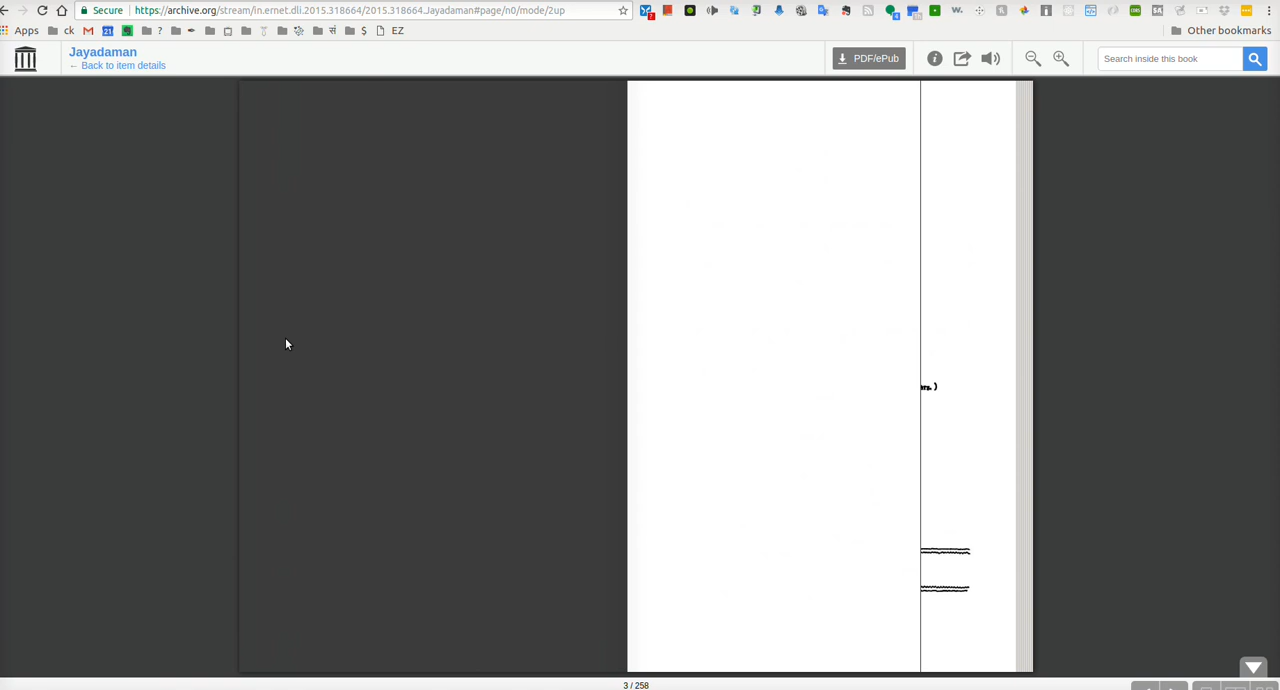 Secure
https://archive.org/stream/in.ernet.dli.2015.318664/2015.318664.Jayadaman#page/n0/mode/2up
Apps ck 21 ? र्स $ EZ Other bookmarks
Jayadaman
← Back to item details
PDF/ePub
Search inside this book
3 / 258